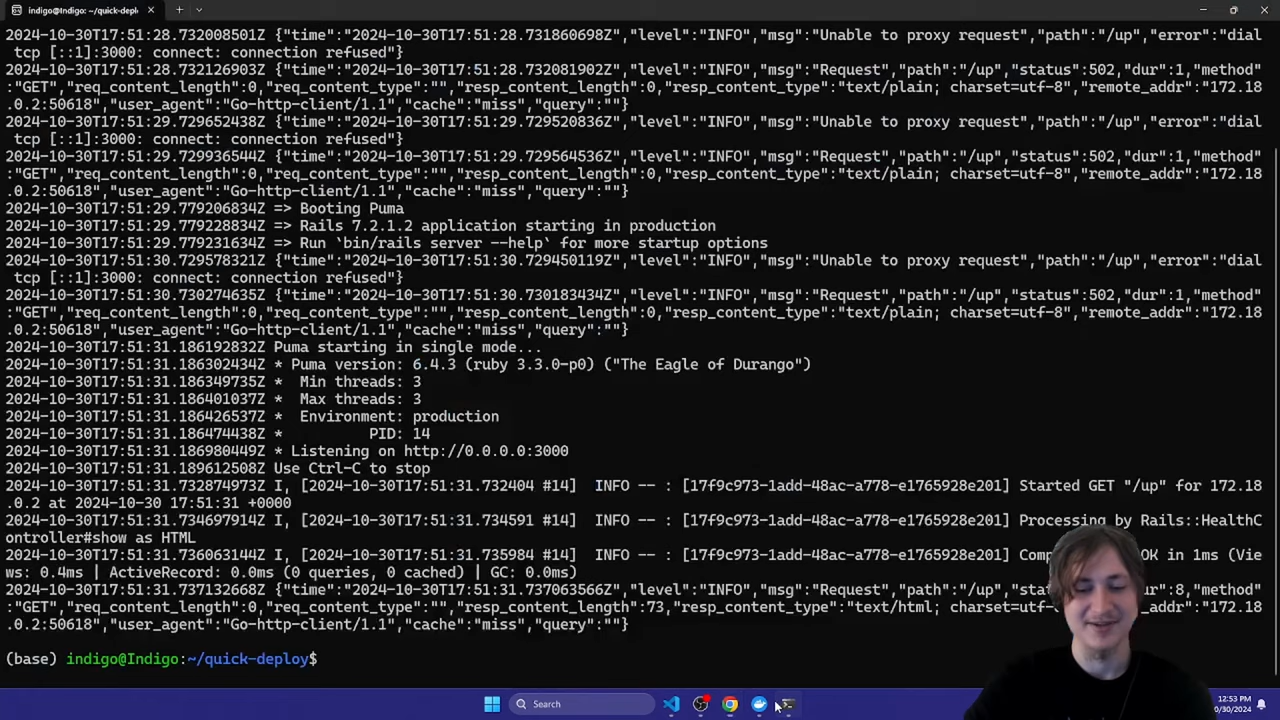 indigo@Indigo: ~/quick-depl
2024-10-30T17:51:28.732008501Z {"time":"2024-10-30T17:51:28.731860698Z","level":"INFO","msg":"Unable to proxy request","path":"/up","error":"dial
tcp [::1]:3000: connect: connection refused"}
2024-10-30T17:51:28.732126903Z {"time":"2024-10-30T17:51:28.732081902Z","level":"INFO","msg":"Request","path":"/up","status":502,"dur":1,"method
":"GET","req_content_length":0,"req_content_type":"","resp_content_length":0,"resp_content_type":"text/plain; charset=utf-8","remote_addr":"172.18
.0.2:50618","user_agent":"Go-http-client/1.1","cache":"miss","query":""}
2024-10-30T17:51:29.729652438Z {"time":"2024-10-30T17:51:29.729520836Z","level":"INFO","msg":"Unable to proxy request","path":"/up","error":"dial
tcp [::1]:3000: connect: connection refused"}
2024-10-30T17:51:29.729936544Z {"time":"2024-10-30T17:51:29.729564536Z","level":"INFO","msg":"Request","path":"/up","status":502,"dur":1,"method
":"GET","req_content_length":0,"req_content_type":"","resp_content_length":0,"resp_content_type":"text/plain; charset=utf-8","remote_addr":"172.18
.0.2:50618","user_agent":"Go-http-client/1.1","cache":"miss","query":""}
2024-10-30T17:51:29.779206834Z => Booting Puma
2024-10-30T17:51:29.779228834Z => Rails 7.2.1.2 application starting in production
2024-10-30T17:51:29.779231634Z => Run `bin/rails server --help` for more startup options
2024-10-30T17:51:30.729578321Z {"time":"2024-10-30T17:51:30.729450119Z","level":"INFO","msg":"Unable to proxy request","path":"/up","error":"dial
tcp [::1]:3000: connect: connection refused"}
2024-10-30T17:51:30.730274635Z {"time":"2024-10-30T17:51:30.730183434Z","level":"INFO","msg":"Request","path":"/up","status":502,"dur":1,"method
":"GET","req_content_length":0,"req_content_type":"","resp_content_length":0,"resp_content_type":"text/plain; charset=utf-8","remote_addr":"172.18
.0.2:50618","user_agent":"Go-http-client/1.1","cache":"miss","query":""}
2024-10-30T17:51:31.186192832Z Puma starting in single mode...
2024-10-30T17:51:31.186302434Z * Puma version: 6.4.3 (ruby 3.3.0-p0) ("The Eagle of Durango")
2024-10-30T17:51:31.186349735Z *  Min threads: 3
2024-10-30T17:51:31.186401037Z *  Max threads: 3
2024-10-30T17:51:31.186426537Z *  Environment: production
2024-10-30T17:51:31.186474438Z *          PID: 14
2024-10-30T17:51:31.186980449Z * Listening on http://0.0.0.0:3000
2024-10-30T17:51:31.189612508Z Use Ctrl-C to stop
2024-10-30T17:51:31.732874973Z I, [2024-10-30T17:51:31.732404 #14]  INFO -- : [17f9c973-1add-48ac-a778-e1765928e201] Started GET "/up" for 172.18
.0.2 at 2024-10-30 17:51:31 +0000
2024-10-30T17:51:31.734697914Z I, [2024-10-30T17:51:31.734591 #14]  INFO -- : [17f9c973-1add-48ac-a778-e1765928e201] Processing by Rails::HealthC
ontroller#show as HTML
2024-10-30T17:51:31.736063144Z I, [2024-10-30T17:51:31.735984 #14]  INFO -- : [17f9c973-1add-48ac-a778-e1765928e201] Comp OK in 1ms (Vie
ws: 0.4ms | ActiveRecord: 0.0ms (0 queries, 0 cached) | GC: 0.0ms)
2024-10-30T17:51:31.737132668Z {"time":"2024-10-30T17:51:31.737063566Z","level":"INFO","msg":"Request","path":"/up","sta "dur":8,"method":
"GET","req_content_length":0,"req_content_type":"","resp_content_length":73,"resp_content_type":"text/html; charset=ut "remote_addr":"172.18
.0.2:50618","user_agent":"Go-http-client/1.1","cache":"miss","query":""}
(base) indigo@Indigo:~/quick-deploy$
Search
12:53 PM
0/30/2024